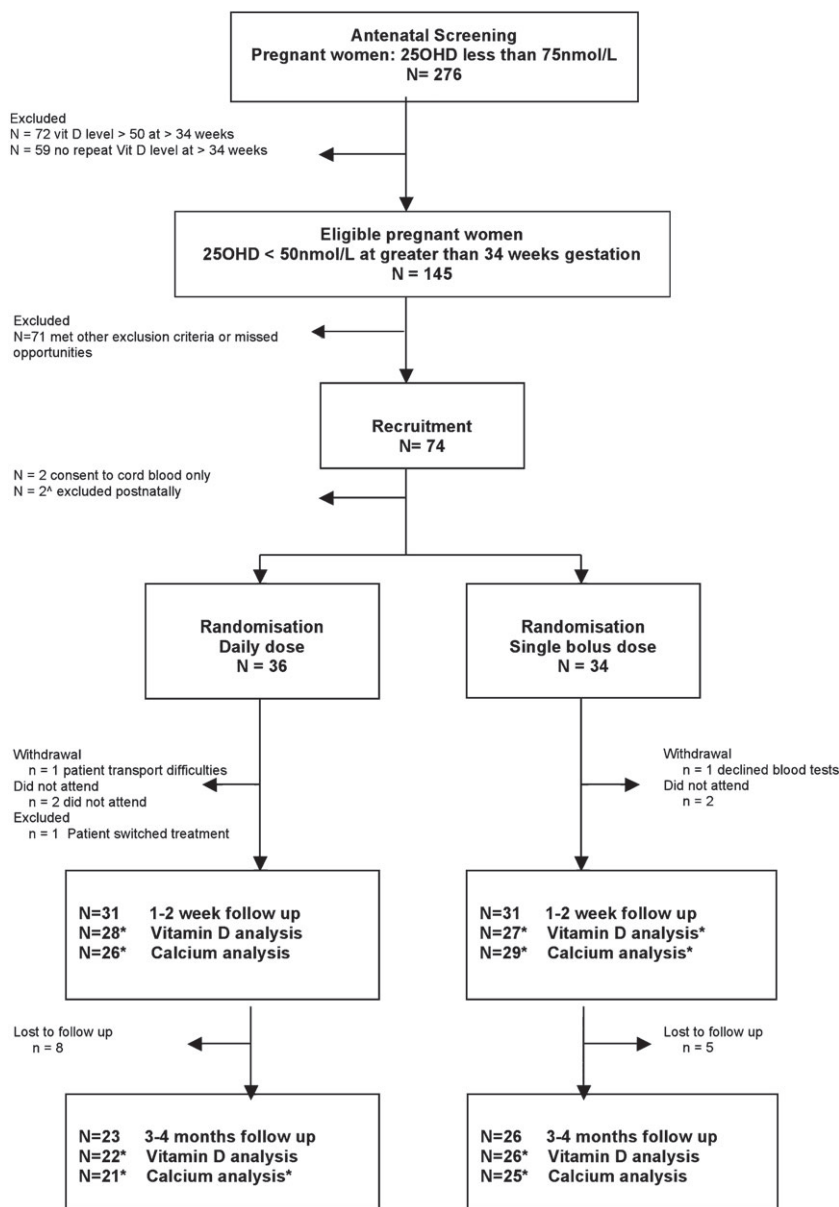 Antenatal Screening
Pregnant women: 25OHD less than 75nmol/L
N= 276
Excluded
N = 72 vit D level > 50 at > 34 weeks
N = 59 no repeat Vit D level at > 34 weeks
Eligible pregnant women
25OHD < 50nmol/L at greater than 34 weeks gestation
N = 145
Excluded
N=71 met other exclusion criteria or missed
opportunities
Recruitment
N= 74
N = 2 consent to cord blood only
N = 2^ excluded postnatally
Randomisation
Daily dose
N = 36
Randomisation
Single bolus dose
N = 34
Withdrawal
n = 1 patient transport difficulties
Did not attend
n = 2 did not attend
Excluded
n = 1 Patient switched treatment
Withdrawal
n = 1 declined blood tests
Did not attend
n = 2
N=31 1-2 week follow up
N=28* Vitamin D analysis
N=26* Calcium analysis
N=31 1-2 week follow up
N=27* Vitamin D analysis*
N=29* Calcium analysis*
Lost to follow up
n = 8
Lost to follow up
n = 5
N=23 3-4 months follow up
N=22* Vitamin D analysis
N=21* Calcium analysis*
N=26 3-4 months follow up
N=26* Vitamin D analysis
N=25* Calcium analysis